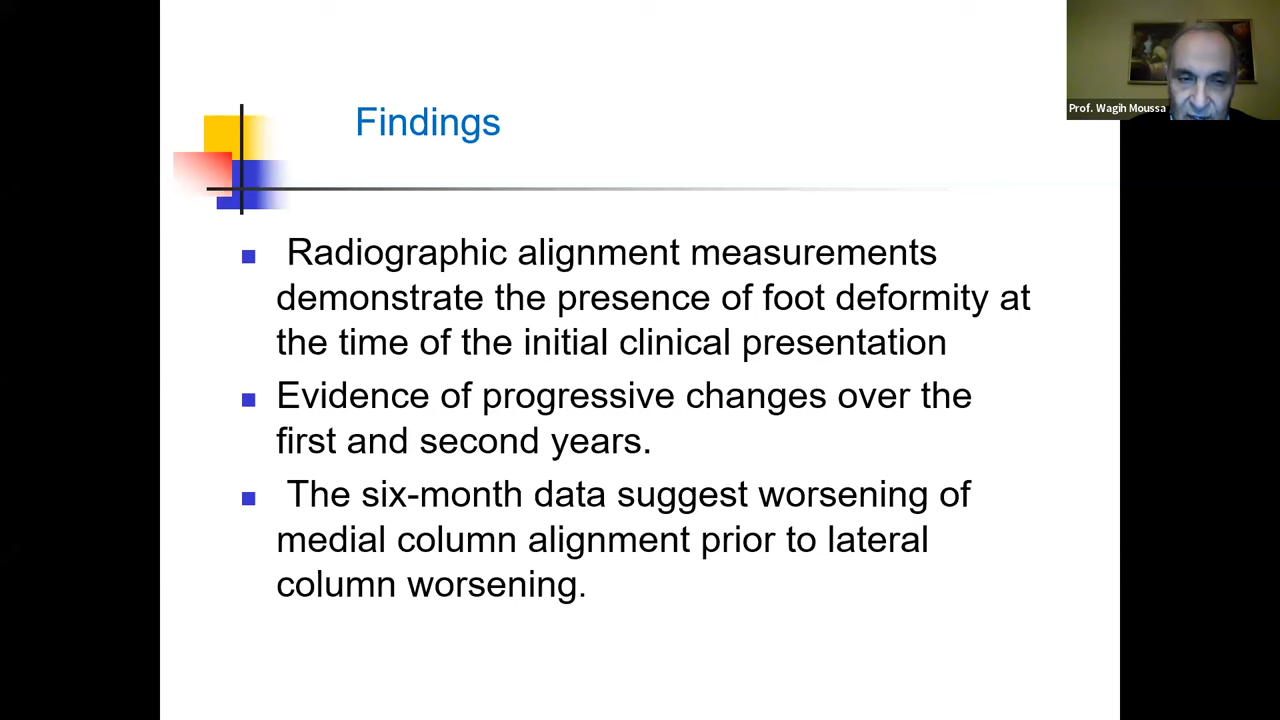 Prof. Wagih Moussa
Findings
Radiographic alignment measurements
demonstrate the presence of foot deformity at
the time of the initial clinical presentation
Evidence of progressive changes over the
first and second years.
The six-month data suggest worsening of
medial column alignment prior to lateral
column worsening.